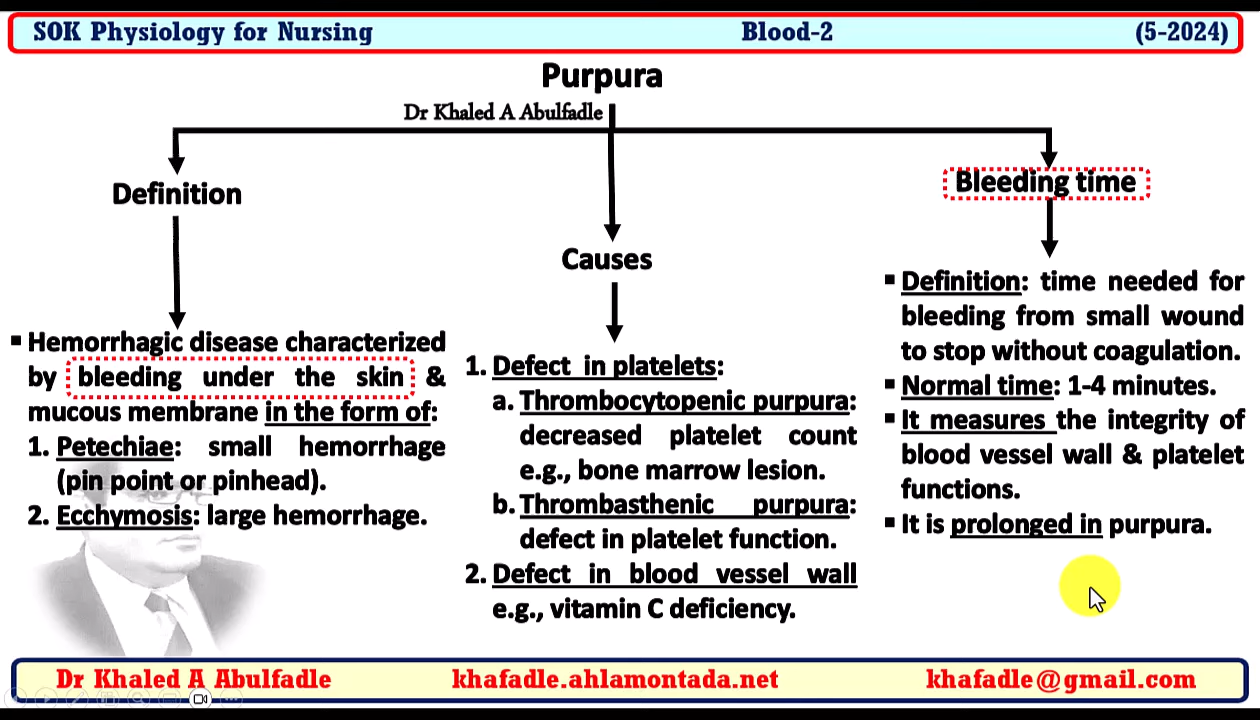 SOK Physiology for Nursing Blood-2 (5-2024)
Purpura
Dr Khaled A Abulfadle
Definition
▪ Hemorrhagic disease characterized
by bleeding under the skin &
mucous membrane in the form of:
1. Petechiae: small hemorrhage
(pin point or pinhead).
2. Ecchymosis: large hemorrhage.
Causes
1. Defect in platelets:
a. Thrombocytopenic purpura:
decreased platelet count
e.g., bone marrow lesion.
b. Thrombasthenic purpura:
defect in platelet function.
2. Defect in blood vessel wall
e.g., vitamin C deficiency.
Bleeding time
▪ Definition: time needed for
bleeding from small wound
to stop without coagulation.
▪ Normal time: 1-4 minutes.
▪ It measures the integrity of
blood vessel wall & platelet
functions.
▪ It is prolonged in purpura.
Dr Khaled A Abulfadle khafadle.ahlamontada.net khafadle@gmail.com